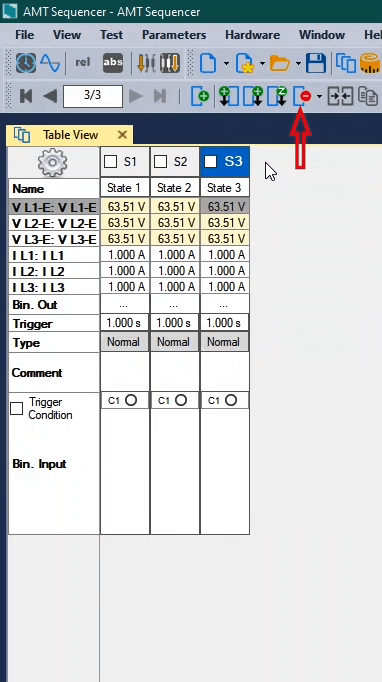 AMT Sequencer - AMT Sequencer
File View Test Parameters Hardware Window
rel abs
3/3
Z
Table View
S1 S2 S3
Name State 1 State 2 State 3
V L1-E: V L1-E 63.51 V 63.51 V 63.51 V
V L2-E: V L2-E 63.51 V 63.51 V 63.51 V
V L3-E: V L3-E 63.51 V 63.51 V 63.51 V
I L1: I L1 1.000 A 1.000 A 1.000 A
I L2: I L2 1.000 A 1.000 A 1.000 A
I L3: I L3 1.000 A 1.000 A 1.000 A
Bin. Out ... ... ...
Trigger 1.000 s 1.000 s 1.000 s
Type Normal Normal Normal
Comment
Trigger
Condition
C1 C1 C1
Bin. Input